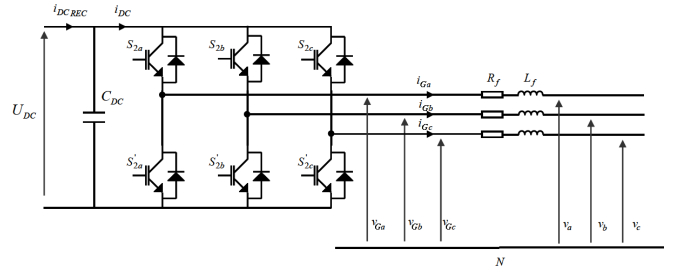 i_DC REC i_DC
S_2a S_2b S_2c
i_Ga R_f L_f
U_DC C_DC i_Gb
i_Gc
S'_2a S'_2b S'_2c
v_Ga v_Gb v_Gc v_a v_b v_c
N